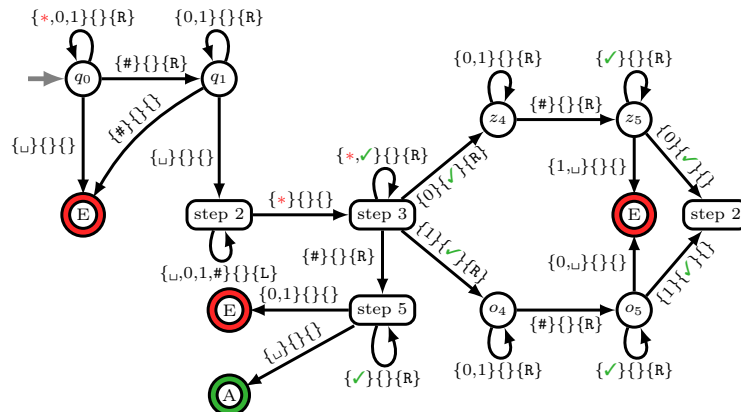 {*,0,1}{}{R}
{0,1}{}{R}
{0,1}{}{R}
{✓}{}{R}
q₀
{#}{}{R}
q₁
z₄
{#}{}{R}
z₅
{␣}{}{}
{#}{}{}
{␣}{}{}
{*,✓}{}{R}
{0}{✓}{R}
{1,␣}{}{}
{0}{✓}{}
E
step 2
{*}{}{}
step 3
E
step 2
{␣,0,1,#}{}{L}
{#}{}{R}
{1}{✓}{R}
{0,␣}{}{}
{1}{✓}{}
E
{0,1}{}{}
step 5
o₄
{#}{}{R}
o₅
{␣}{}{}
{✓}{}{R}
{0,1}{}{R}
{✓}{}{R}
A